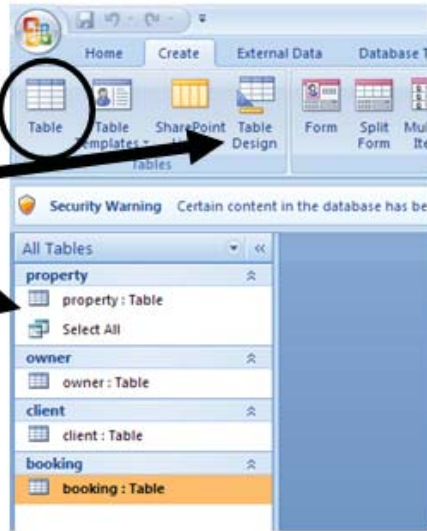 Home Create External Data Database T
Table Table Templates SharePoint Table Design Form Split Form Mul Ite
Tables
Security Warning Certain content in the database has be
All Tables
property
property : Table
Select All
owner
owner : Table
client
client : Table
booking
booking : Table